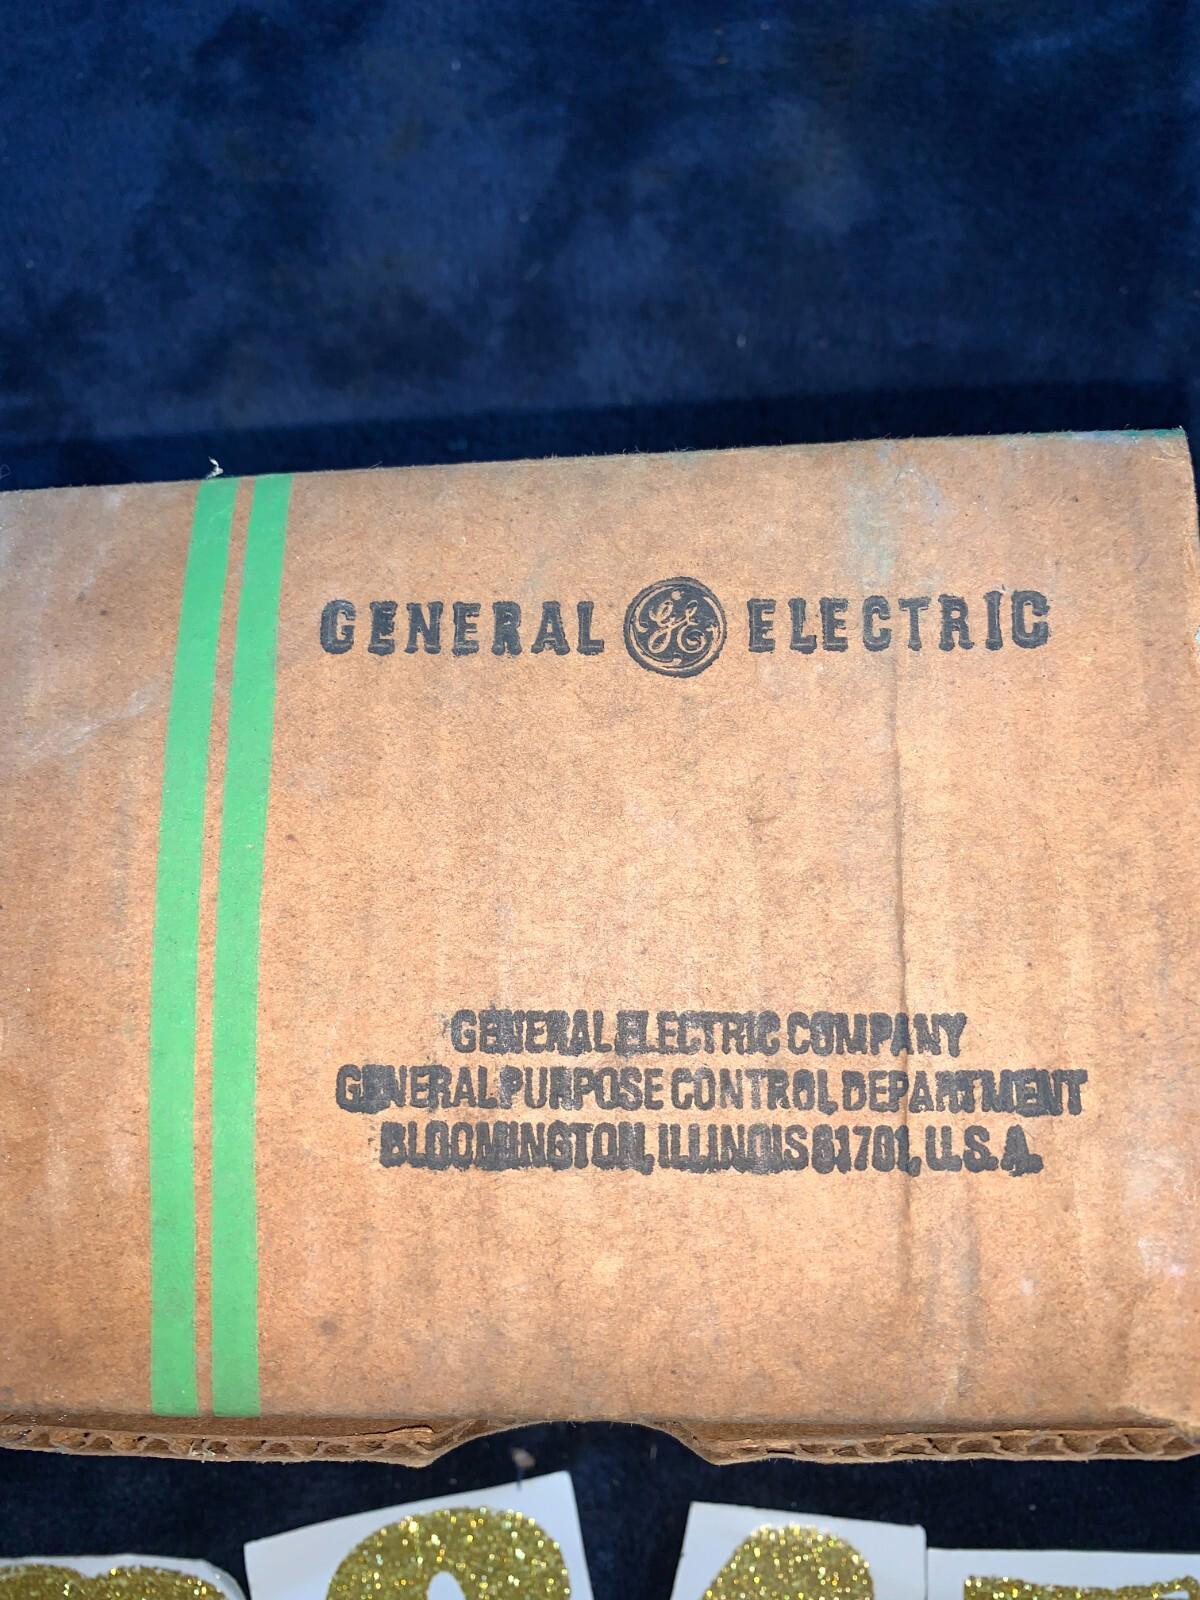 GENERAL GE ELECTRIC
GENERAL ELECTRIC COMPANY
GENERAL PURPOSE CONTROL DEPARTMENT
BLOOMINGTON, ILLINOIS 61701, U.S.A.